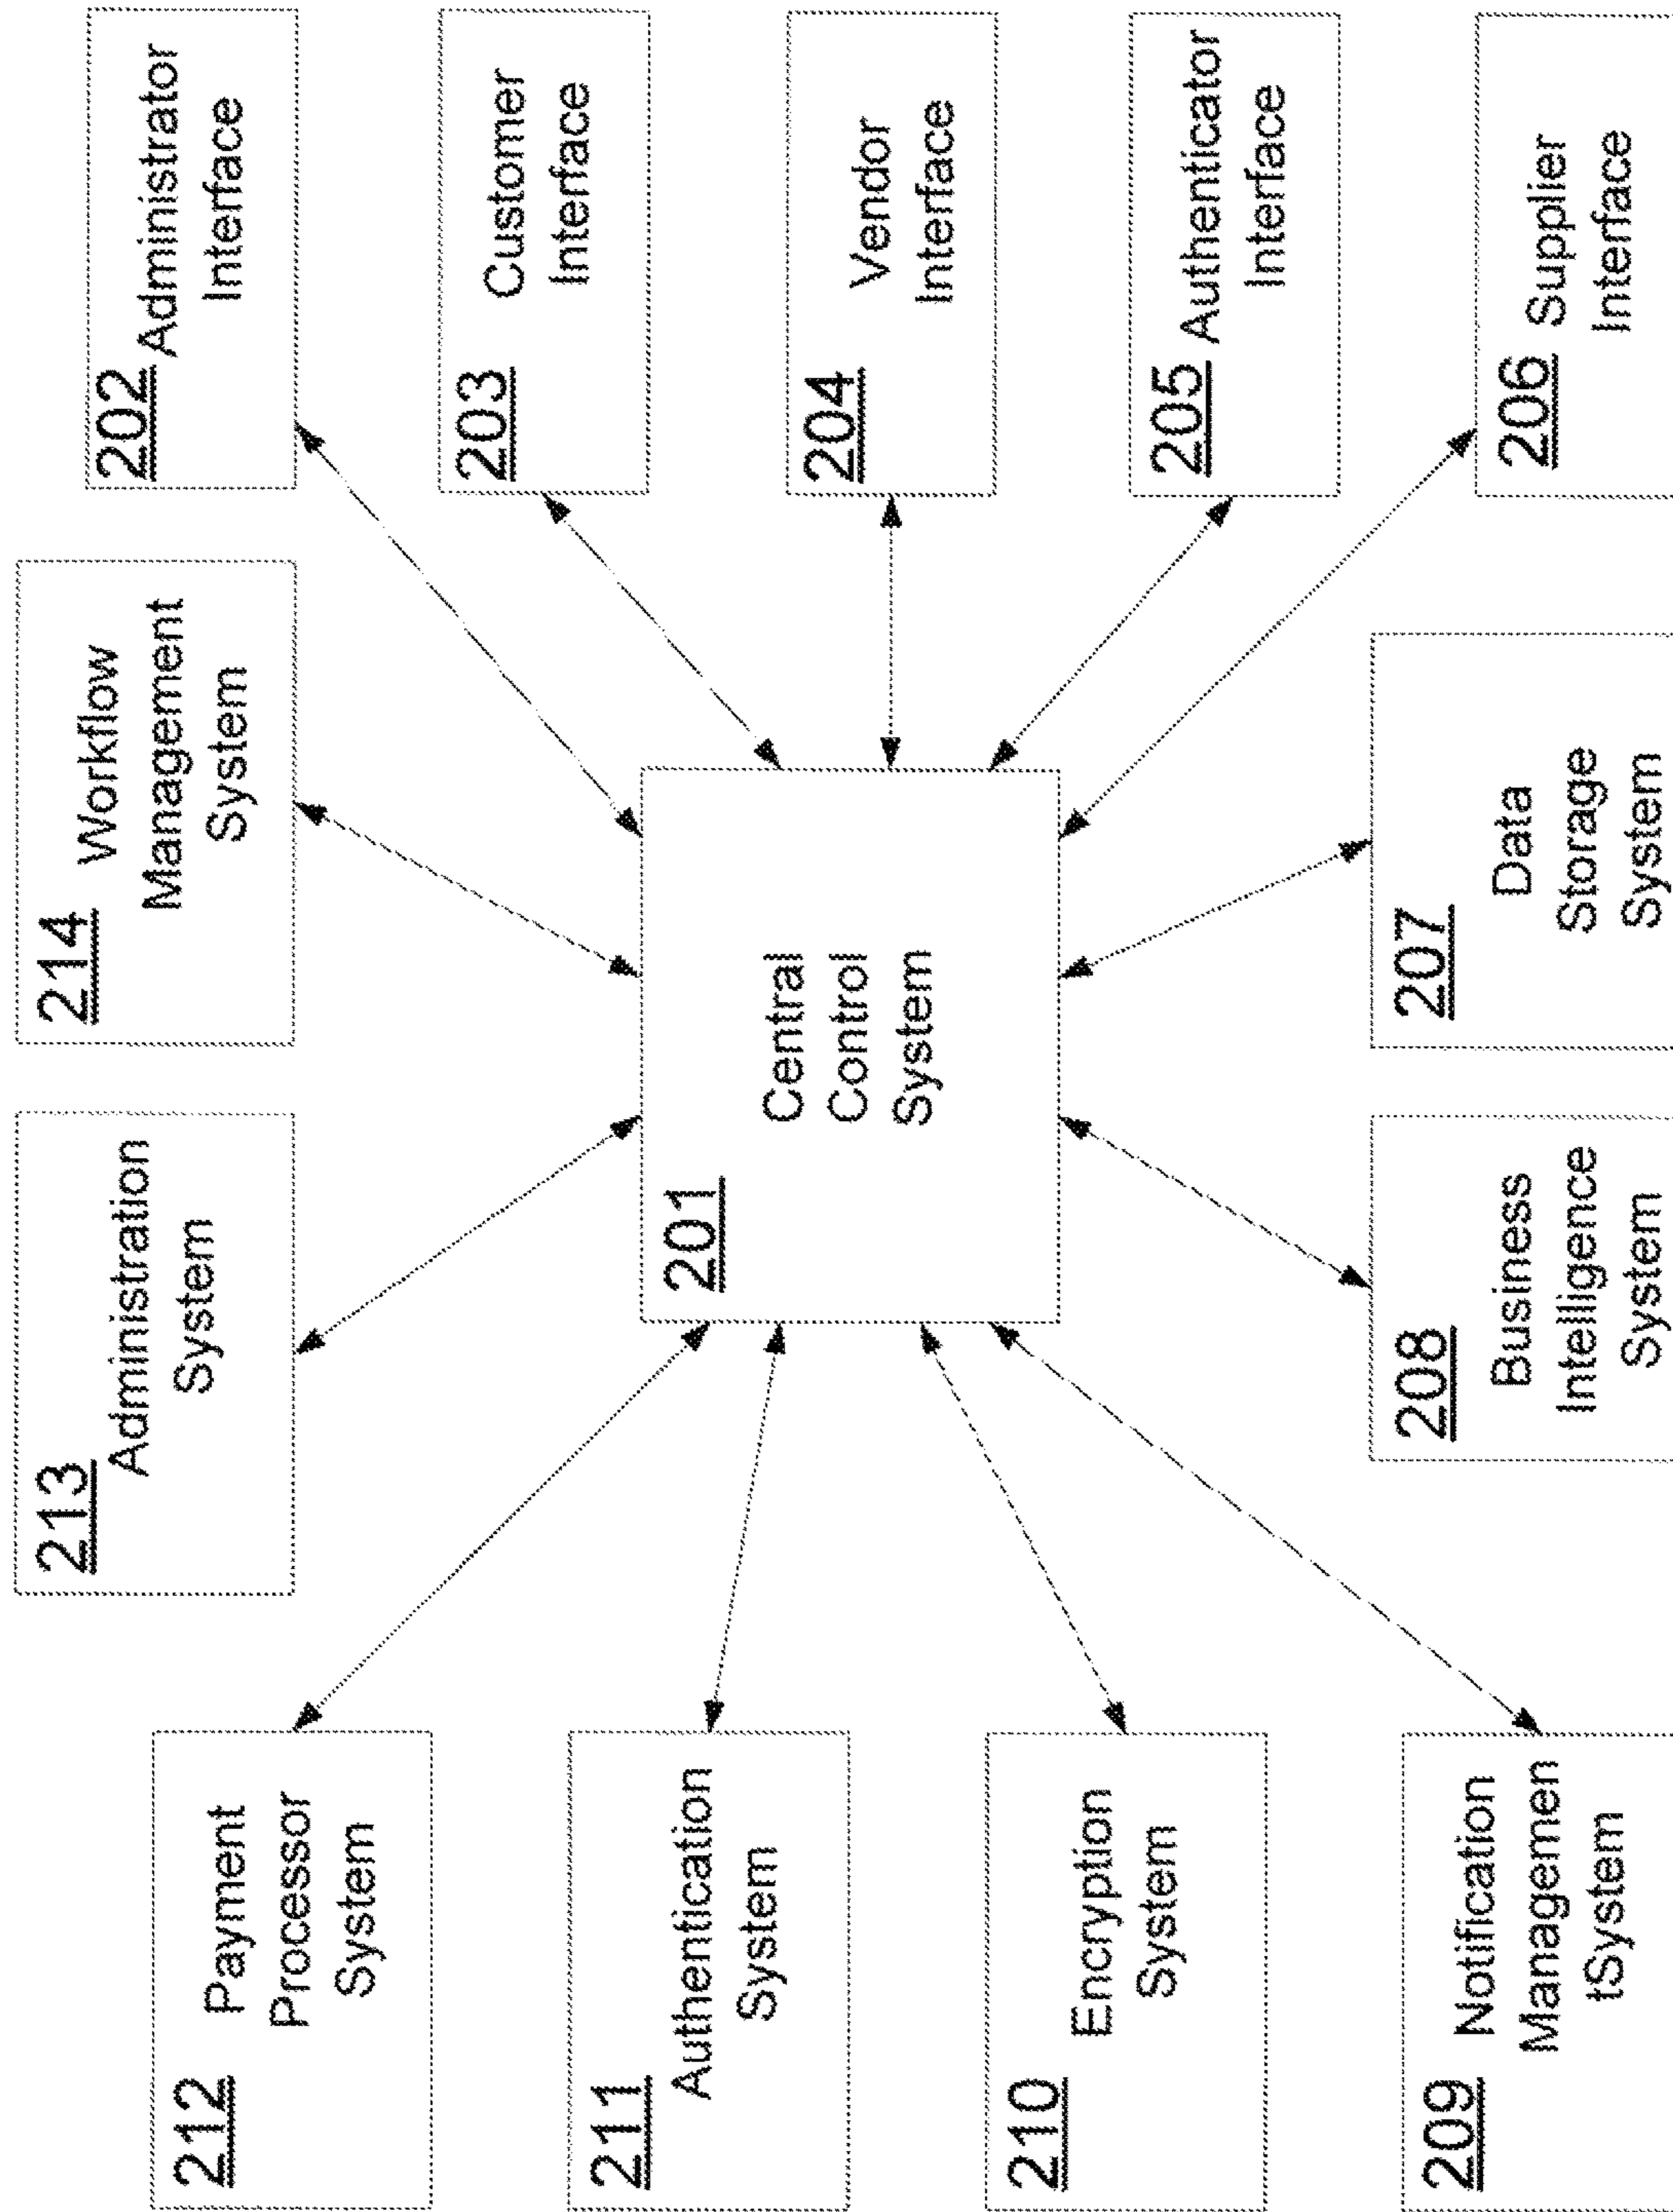 213
Administration
System
214
Workflow
Management
System
202
Administrator
Interface
212
Payment
Processor
System
203
Customer
Interface
211
Authentication
System
201
Central
Control
System
204
Vendor
Interface
210
Encryption
System
205
Authenticator
Interface
209
Notification
Managemen
tSystem
208
Business
Intelligence
System
207
Data
Storage
System
206
Supplier
Interface